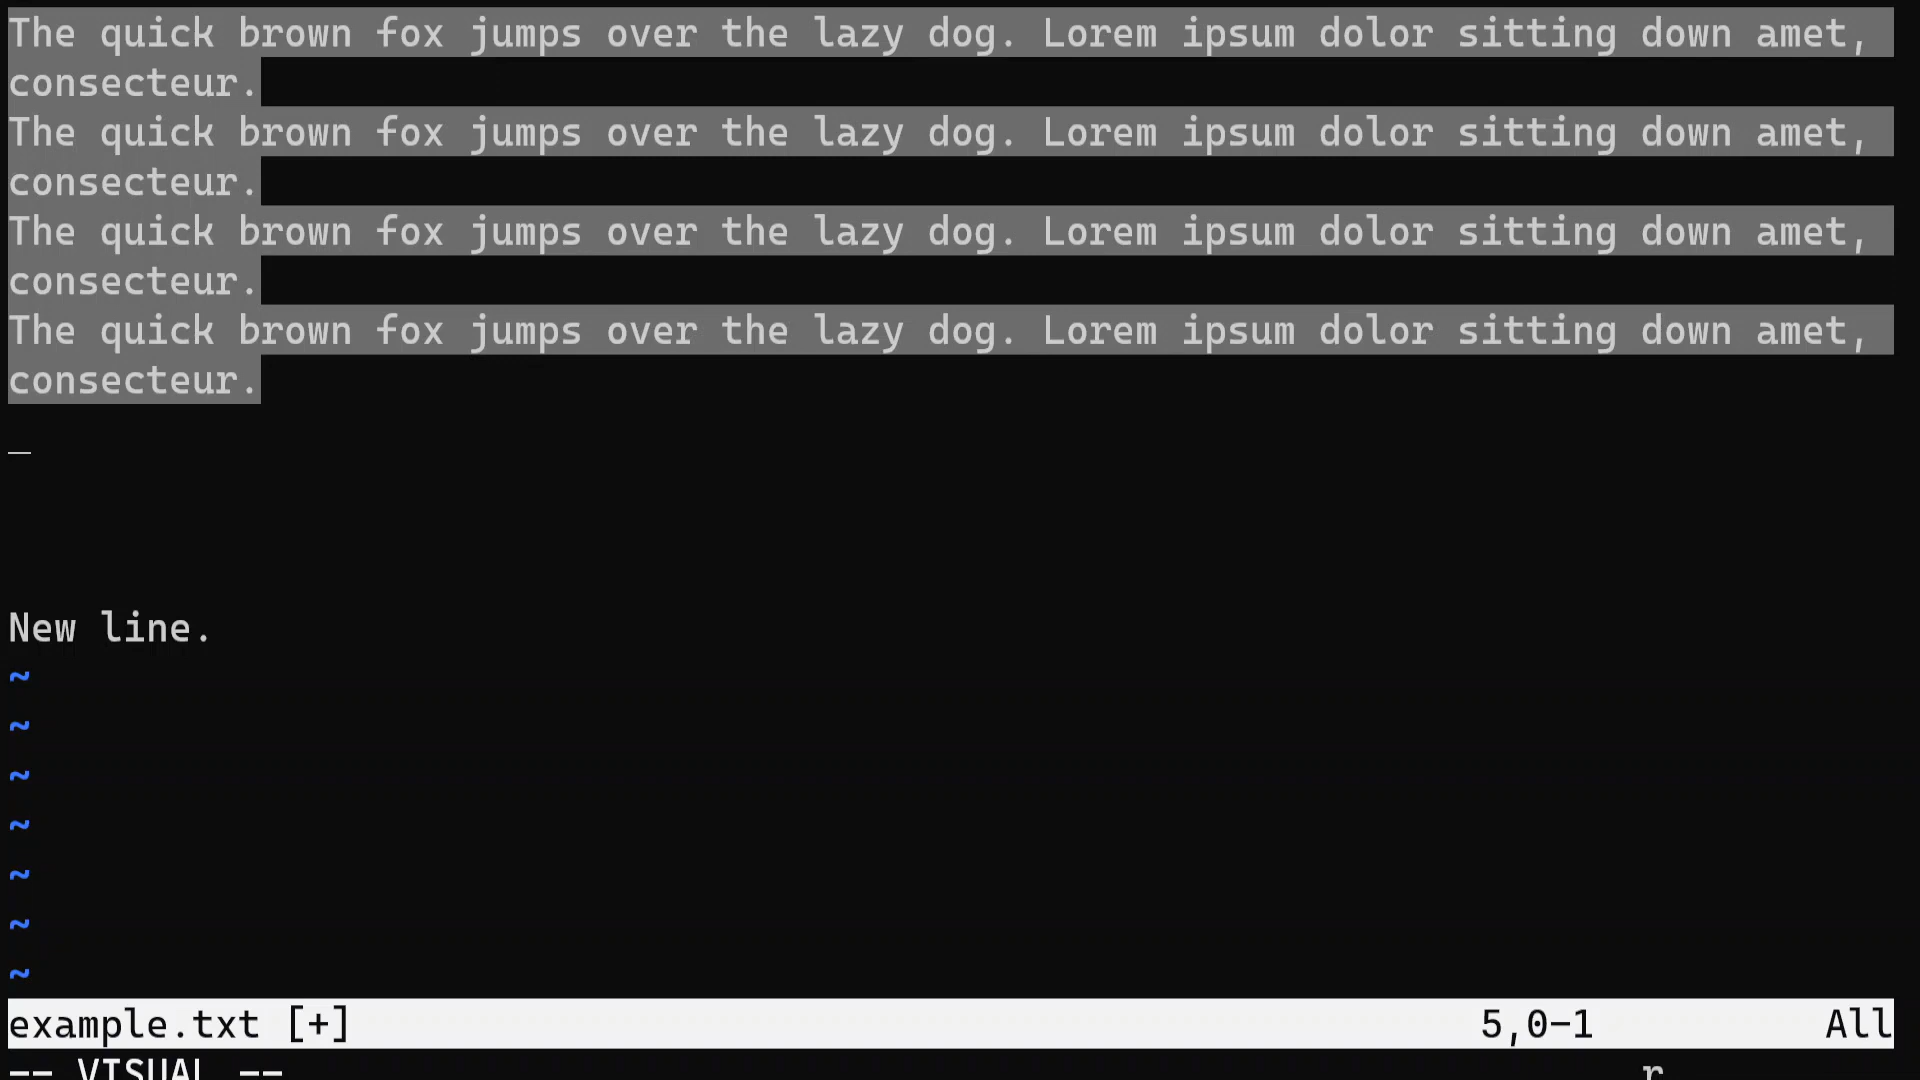 The quick brown fox jumps over the lazy dog. Lorem ipsum dolor sitting down amet,
consecteur.
The quick brown fox jumps over the lazy dog. Lorem ipsum dolor sitting down amet,
consecteur.
The quick brown fox jumps over the lazy dog. Lorem ipsum dolor sitting down amet,
consecteur.
The quick brown fox jumps over the lazy dog. Lorem ipsum dolor sitting down amet,
consecteur.
New line.
~
~
~
~
~
~
~
example.txt [+] 5,0-1 All
-- VISUAL -- r